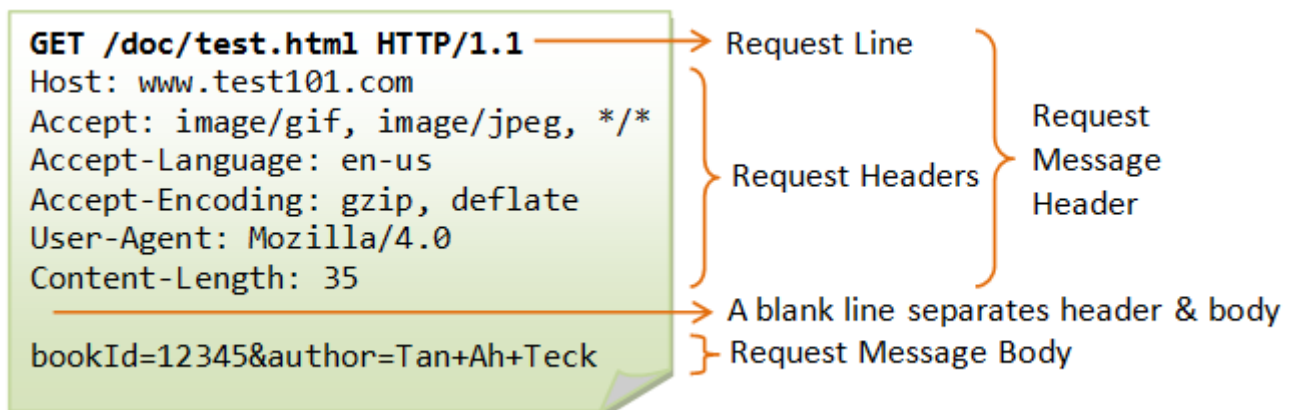 GET /doc/test.html HTTP/1.1
Host: www.test101.com
Accept: image/gif, image/jpeg, */*
Accept-Language: en-us
Accept-Encoding: gzip, deflate
User-Agent: Mozilla/4.0
Content-Length: 35
bookId=12345&author=Tan+Ah+Teck
Request Line
Request Headers
Request
Message
Header
A blank line separates header & body
Request Message Body